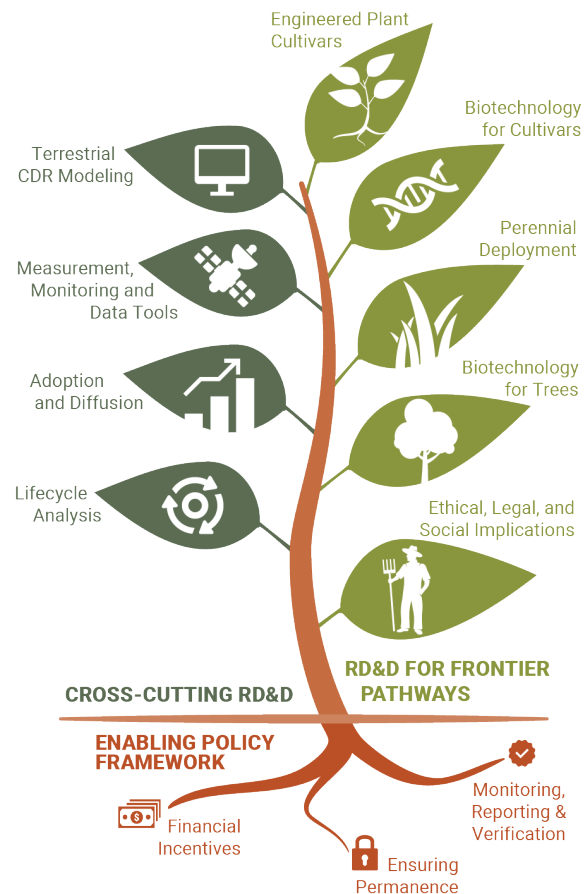 Engineered Plant
Cultivars
Biotechnology
for Cultivars
Terrestrial
CDR Modeling
Perennial
Deployment
Measurement,
Monitoring and
Data Tools
Biotechnology
for Trees
Adoption
and Diffusion
Lifecycle
Analysis
Ethical, Legal, and
Social Implications
CROSS-CUTTING RD&D
RD&D FOR FRONTIER
PATHWAYS
ENABLING POLICY
FRAMEWORK
$
Financial
Incentives
Ensuring
Permanence
Monitoring,
Reporting &
Verification